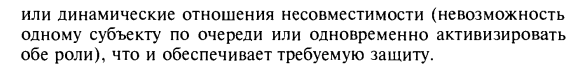 или динамические отношения несовместимости (невозможность
одному субъекту по очереди или одновременно активизировать
обе роли), что и обеспечивает требуемую защиту.